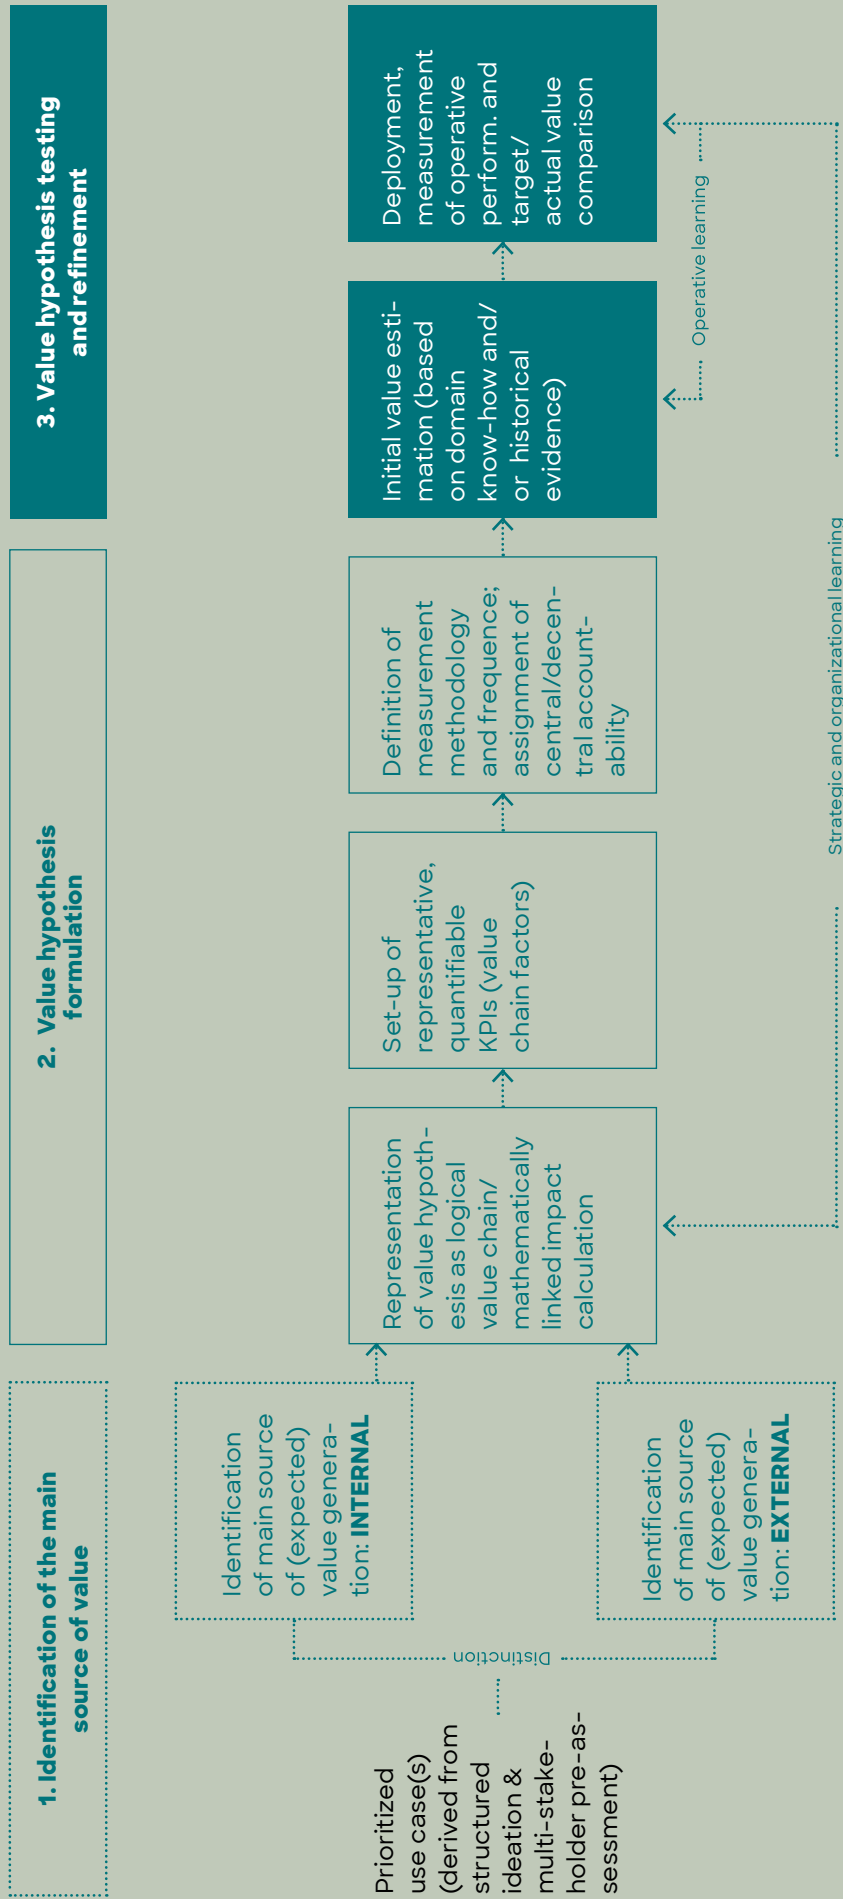 1. Identification of the main
source of value
2. Value hypothesis
formulation
3. Value hypothesis testing
and refinement
Prioritized
use case(s)
(derived from
structured
ideation &
multi-stake-
holder pre-as-
sessment)
Distinction
Identification
of main source
of (expected)
value genera-
tion: INTERNAL
Identification
of main source
of (expected)
value genera-
tion: EXTERNAL
Representation
of value hypoth-
esis as logical
value chain/
mathematically
linked impact
calculation
Set-up of
representative,
quantifiable
KPIs (value
chain factors)
Definition of
measurement
methodology
and frequence;
assignment of
central/decen-
tral account-
ability
Initial value esti-
mation (based
on domain
know-how and/
or historical
evidence)
Deployment,
measurement
of operative
perform. and
target/
actual value
comparison
Operative learning
Strategic and organizational learning